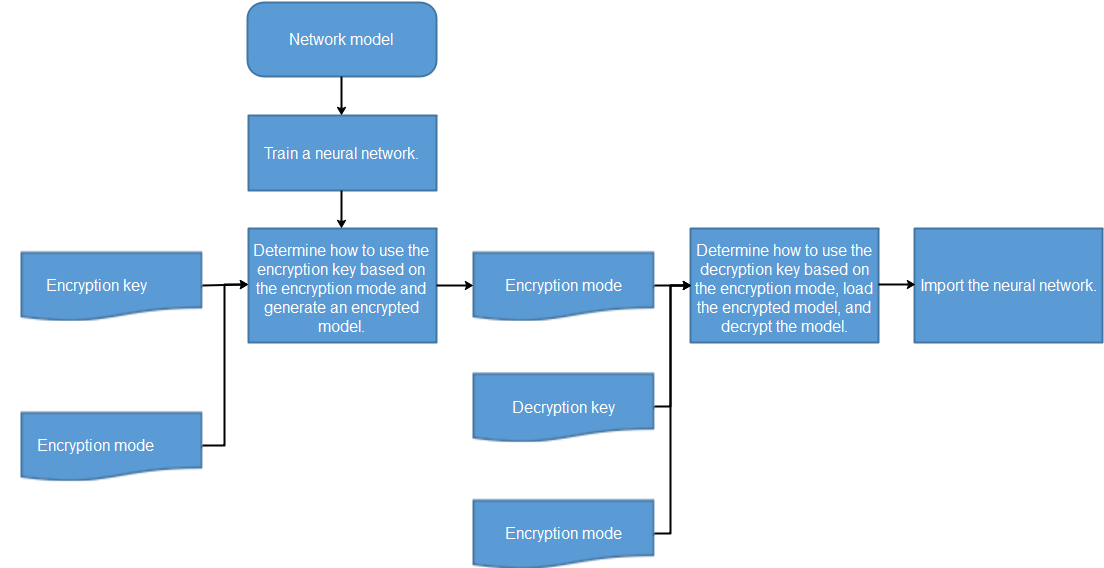 Network model
Train a neural network.
Encryption key
Encryption mode
Determine how to use the
encryption key based on
the encryption mode and
generate an encrypted
model.
Encryption mode
Decryption key
Encryption mode
Determine how to use the
decryption key based on
the encryption mode, load
the encrypted model, and
decrypt the model.
Import the neural network.